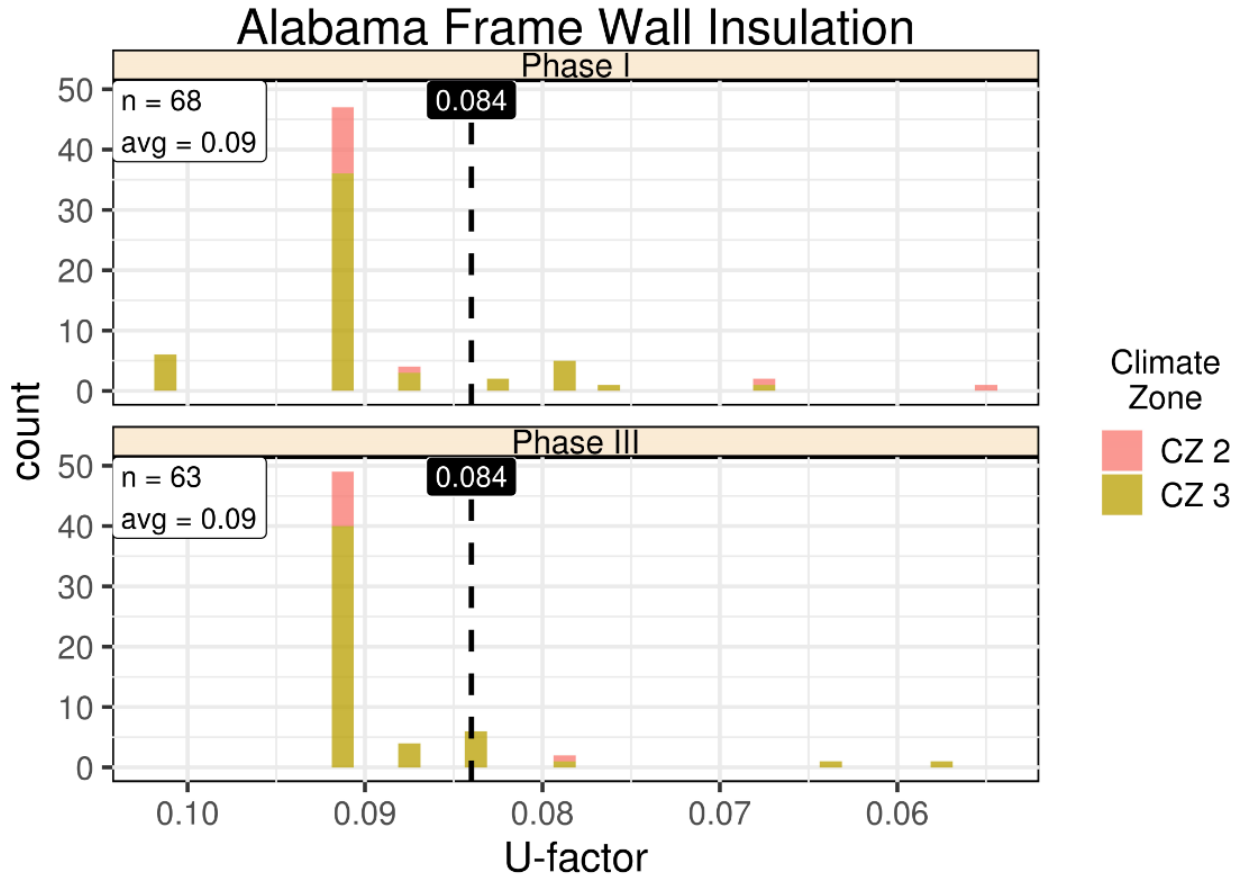 Alabama Frame Wall Insulation
Phase I
50
40
30
20
10
0
n = 68
avg = 0.09
0.084
count
Phase III
50
40
30
20
10
0
n = 63
avg = 0.09
0.084
0.10
0.09
0.08
0.07
0.06
U-factor
Climate
Zone
CZ 2
CZ 3